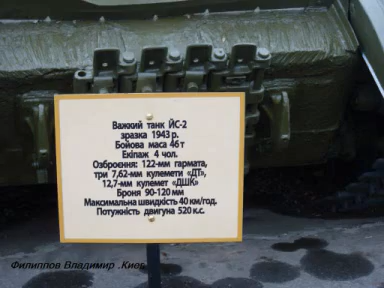 Важкий танк ЙС-2
зразка 1943 р.
Бойова маса 46 т
Екіпаж 4 чол.
Озброєння: 122-мм гармата,
три 7,62-мм кулемети «ДТ»,
12,7-мм кулемет «ДШК»
Броня 90-120 мм
Максимальна швидкість 40 км/год.
Потужність двигуна 520 к.с.
Филиппов Владимир .Киев